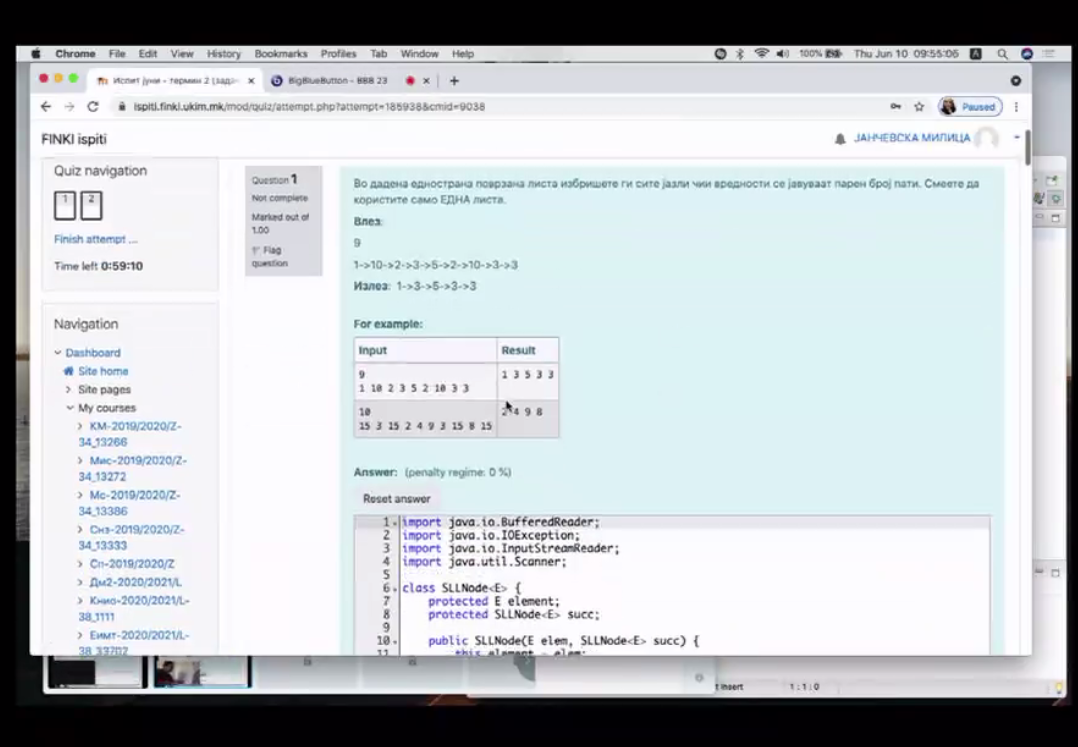 Chrome File Edit View History Bookmarks Profiles Tab Window Help
100% Thu Jun 10 09:55:06
Испит јуни - термин 2 (зада
BigBlueButton - BBB 23
ispiti.finki.ukim.mk/mod/quiz/attempt.php?attempt=185938&cmid=9038
Paused
FINKI ispiti
ЈАНЧЕВСКА МИЛИЦА
Quiz navigation
1 2
Finish attempt ...
Time left 0:59:10
Navigation
Dashboard
Site home
Site pages
My courses
КМ-2019/2020/Z-
34_13266
Мис-2019/2020/Z-
34_13272
Мс-2019/2020/Z-
34_13386
Снз-2019/2020/Z-
34_13333
Сп-2019/2020/Z
Дм2-2020/2021/L
Книо-2020/2021/L-
38_1111
Еимт-2020/2021/L-
38_33702
Question 1
Not complete
Marked out of
1.00
Flag
question
Во дадена еднострана поврзана листа избришете ги сите јазли чии вредности се јавуваат парен број пати. Смеете да
користите само ЕДНА листа.
Влез:
9
1->10->2->3->5->2->10->3->3
Излез: 1->3->5->3->3
For example:
Input Result
9 1 3 5 3 3
1 10 2 3 5 2 10 3 3
10 2 4 9 8
15 3 15 2 4 9 3 15 8 15
Answer: (penalty regime: 0 %)
Reset answer
1 import java.io.BufferedReader;
2 import java.io.IOException;
3 import java.io.InputStreamReader;
4 import java.util.Scanner;
5
6 class SLLNode<E> {
7 protected E element;
8 protected SLLNode<E> succ;
9
10 public SLLNode(E elem, SLLNode<E> succ) {
11 this.element = elem;
Insert 1:1:0